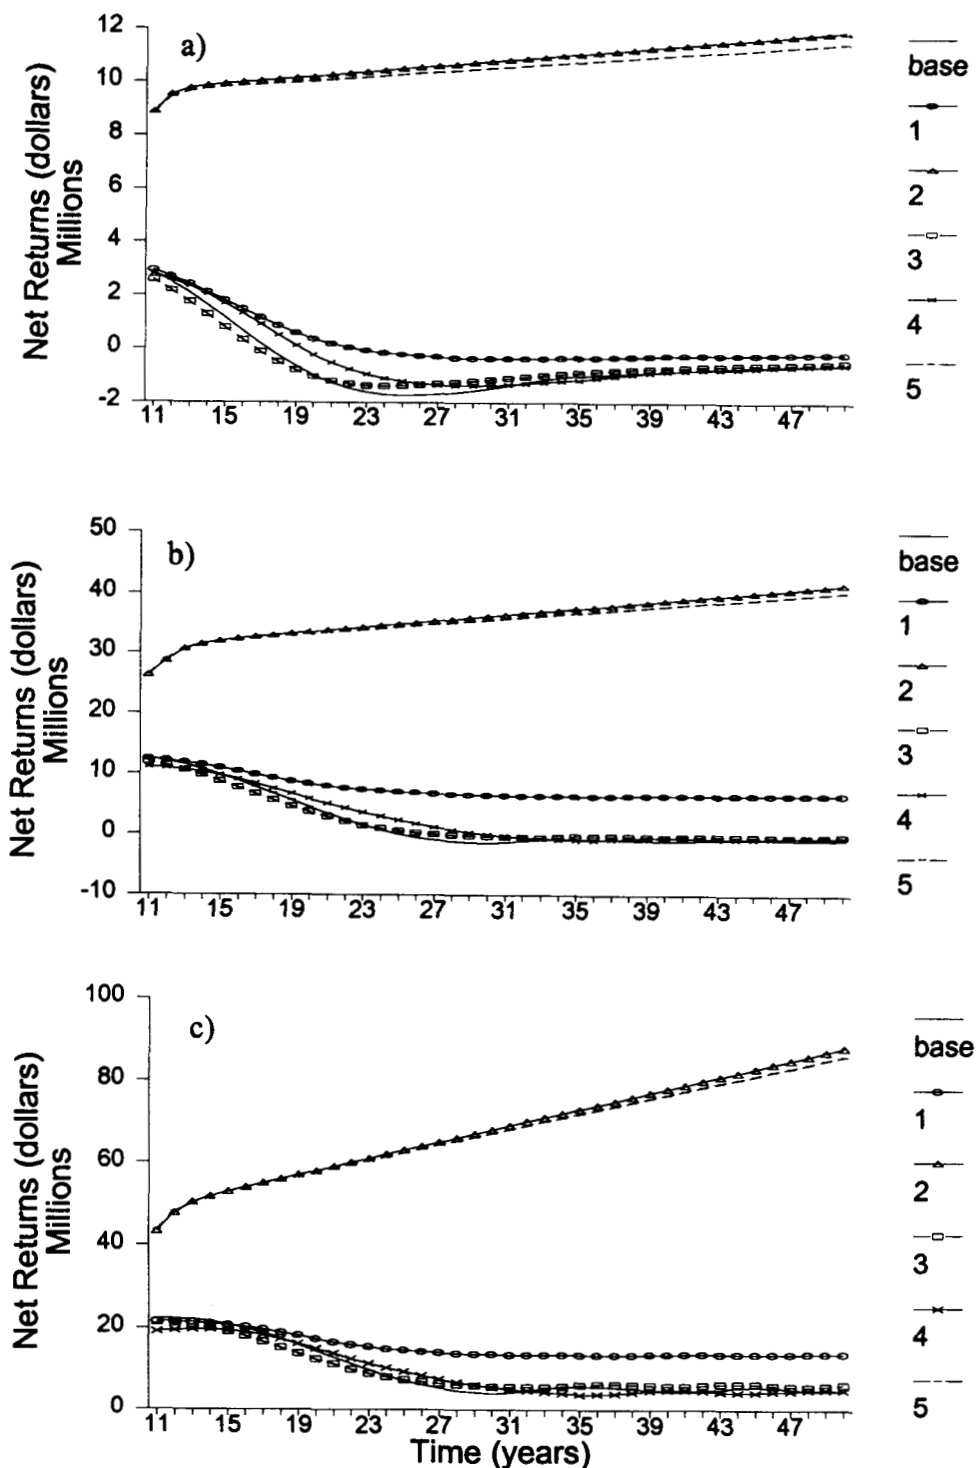 a)
Net Returns (dollars)
Millions
12
10
8
6
4
2
0
-2
11 15 19 23 27 31 35 39 43 47
base
1
2
3
4
5
b)
Net Returns (dollars)
Millions
50
40
30
20
10
0
-10
11 15 19 23 27 31 35 39 43 47
base
1
2
3
4
5
c)
Net Returns (dollars)
Millions
100
80
60
40
20
0
11 15 19 23 27 31 35 39 43 47
Time (years)
base
1
2
3
4
5